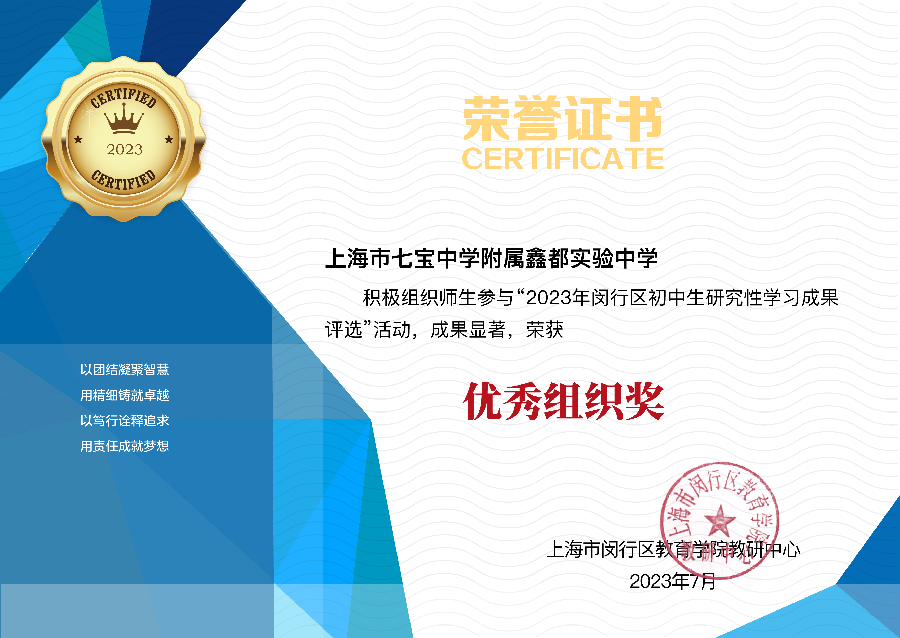 CERTIFIED
2023
CERTIFIED
荣誉证书
CERTIFICATE
上海市七宝中学附属鑫都实验中学
积极组织师生参与“2023年闵行区初中生研究性学习成果
评选”活动，成果显著，荣获
优秀组织奖
以团结凝聚智慧
用精细铸就卓越
以笃行诠释追求
用责任成就梦想
上海市闵行区教育学院
教研中心
上海市闵行区教育学院教研中心
2023年7月